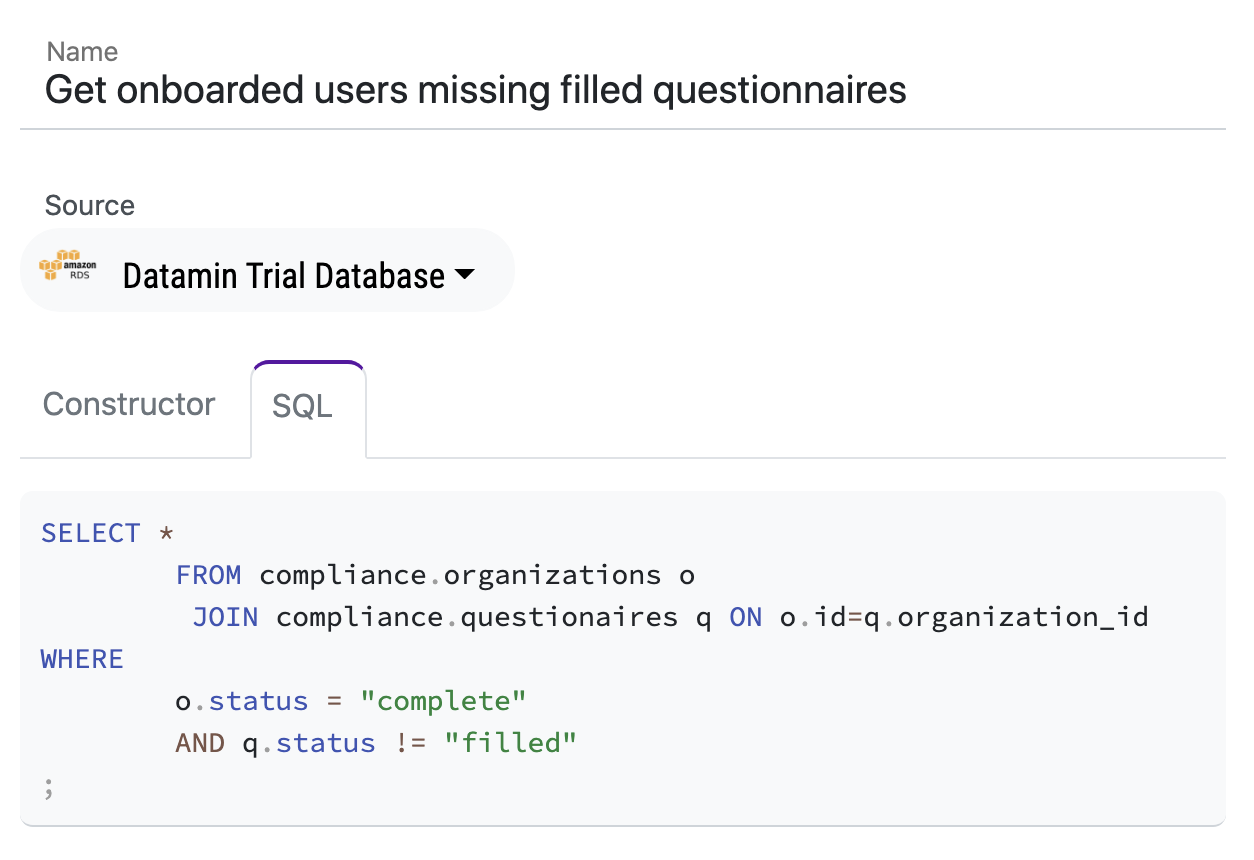 Name
Get onboarded users missing filled questionnaires
Source
amazon
RDS
Datamin Trial Database
Constructor
SQL
SELECT *
FROM compliance.organizations o
JOIN compliance.questionaires q ON o.id=q.organization_id
WHERE
o.status = "complete"
AND q.status != "filled"
;